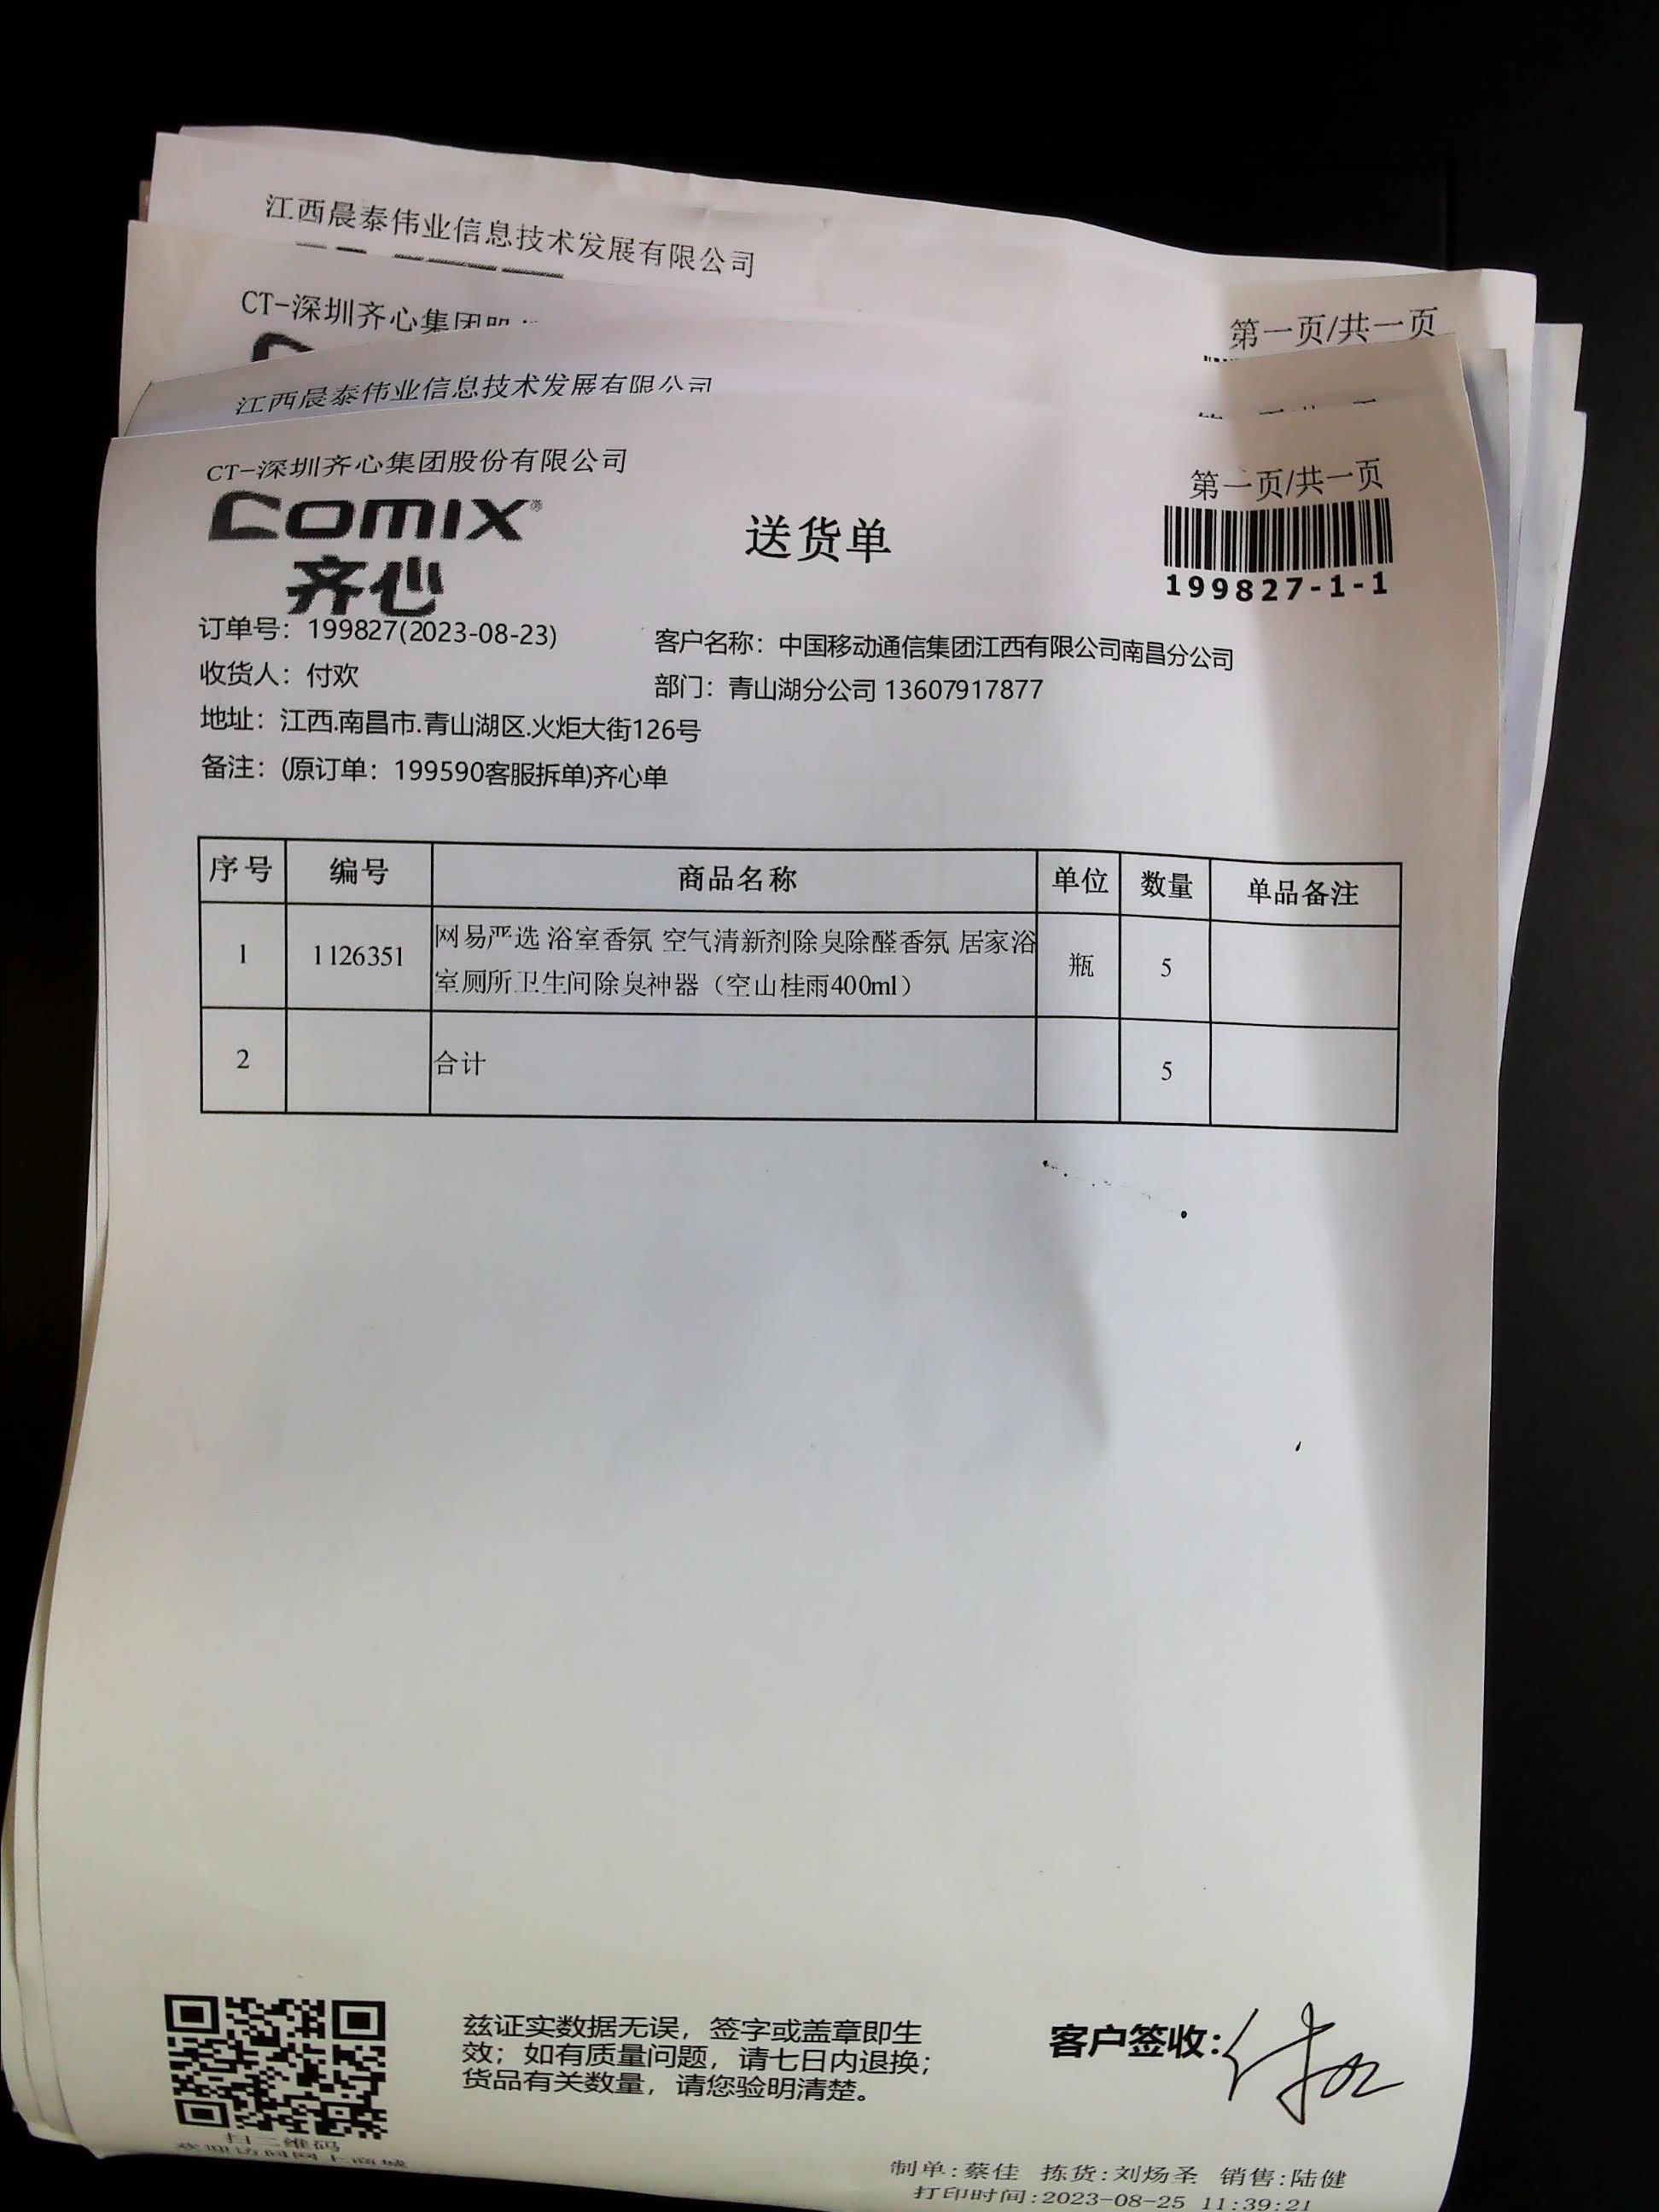 江西晨泰伟业信息技术发展有限公司
第一页/共一页
CT-深圳齐心集团
江西晨泰伟业信息技术发展有限公司
CT-深圳齐心集团股份有限公司
第一页/共一页
COMIX®
齐心
送货单
199827-1-1
订单号：199827(2023-08-23)
客户名称：中国移动通信集团江西有限公司南昌分公司
收货人：付欢
部门：青山湖分公司 13607917877
地址：江西.南昌市.青山湖区.火炬大街126号
备注：(原订单：199590客服拆单)齐心单
序号 编号 商品名称 单位 数量 单品备注
1 1126351 网易严选 浴室香氛 空气清新剂除臭除醛香氛 居家浴室厕所卫生间除臭神器（空山桂雨400ml） 瓶 5
2 合计 5
兹证实数据无误，签字或盖章即生
效；如有质量问题，请七日内退换；
货品有关数量，请您验明清楚。
客户签收：
扫二维码
欢迎访问网上商城
制单:蔡佳 拣货:刘炀圣 销售:陆健
打印时间:2023-08-25 11:39:21